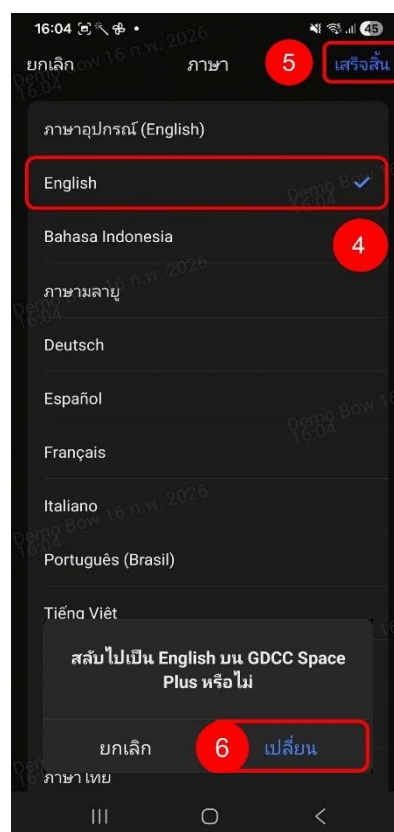 16:04 45
ยกเลิก ภาษา 5 เสร็จสิ้น
ภาษาอุปกรณ์ (English)
English
Bahasa Indonesia
4
ภาษามลายู
Deutsch
Español
Français
Italiano
Português (Brasil)
Tiếng Việt
สลับไปเป็น English บน GDCC Space
Plus หรือไม่
ยกเลิก 6 เปลี่ยน
ภาษาไทย
Demo Bow 16 ก.พ. 2026
16:04